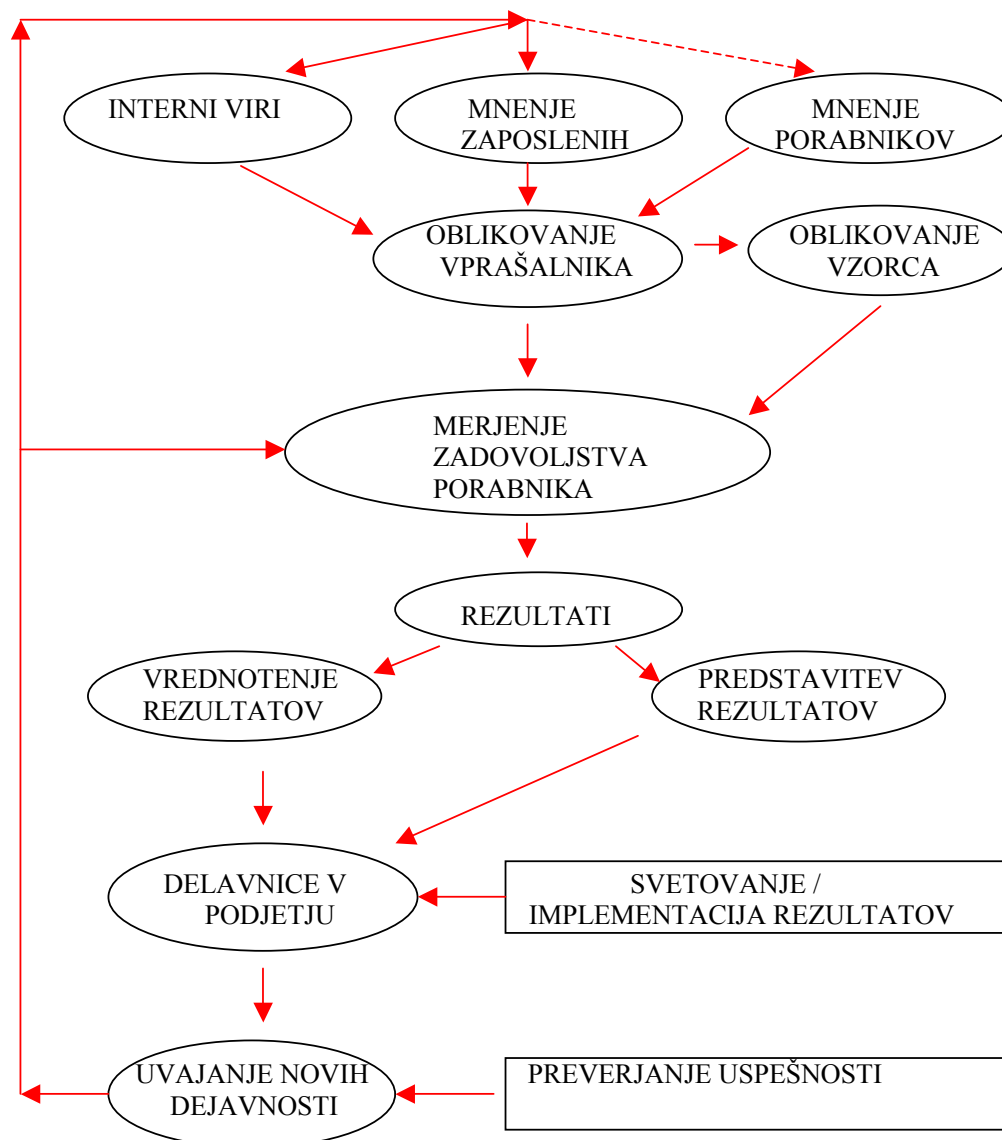 INTERNI VIRI
MNENJE
ZAPOSLENIH
MNENJE
PORABNIKOV
OBLIKOVANJE
VPRAŠALNIKA
OBLIKOVANJE
VZORCA
MERJENJE
ZADOVOLJSTVA
PORABNIKA
REZULTATI
VREDNOTENJE
REZULTATOV
PREDSTAVITEV
REZULTATOV
DELAVNICE V
PODJETJU
SVETOVANJE /
IMPLEMENTACIJA REZULTATOV
UVAJANJE NOVIH
DEJAVNOSTI
PREVERJANJE USPEŠNOSTI